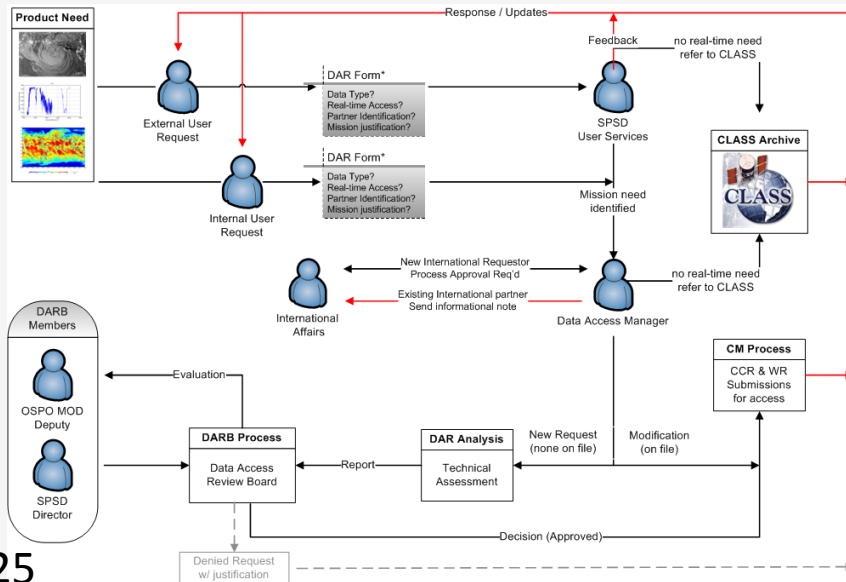 Product Need
Response / Updates
Feedback
no real-time need
refer to CLASS
External User
Request
DAR Form*
Data Type?
Real-time Access?
Partner Identification?
Mission justification?
SPSD
User Services
CLASS Archive
CLASS
Internal User
Request
DAR Form*
Data Type?
Real-time Access?
Partner Identification?
Mission justification?
Mission need
identified
New International Requestor
Process Approval Req'd
Existing International partner
Send informational note
International
Affairs
Data Access Manager
no real-time need
refer to CLASS
DARB
Members
OSPO MOD
Deputy
SPSD
Director
Evaluation
DARB Process
Data Access
Review Board
Report
DAR Analysis
Technical
Assessment
New Request
(none on file)
Modification
(on file)
CM Process
CCR & WR
Submissions
for access
Decision (Approved)
Denied Request
w/ justification
25